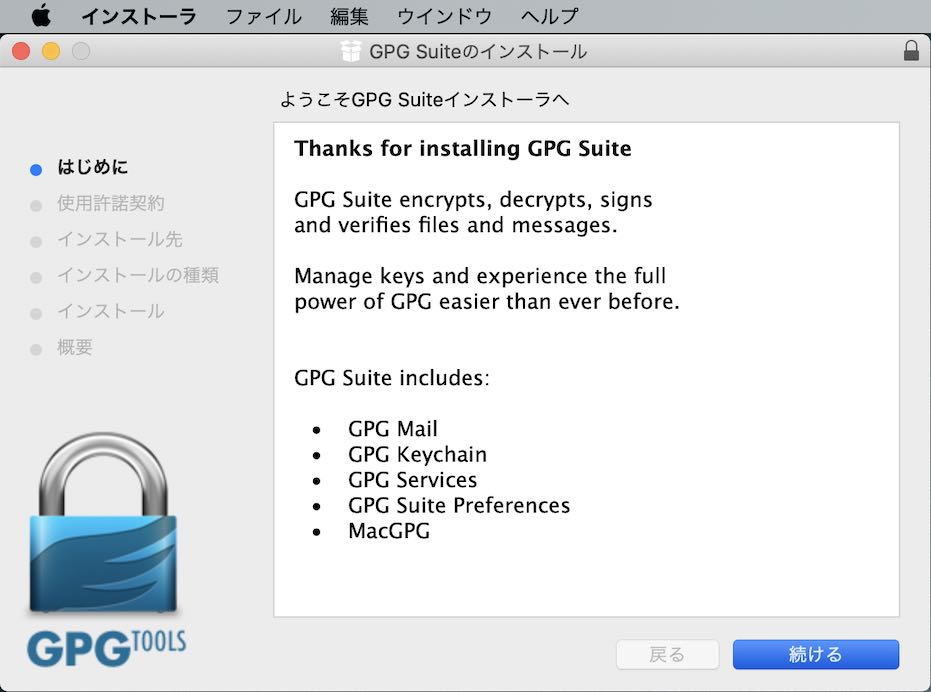 インストーラ ファイル 編集 ウインドウ ヘルプ
GPG Suiteのインストール
ようこそGPG Suiteインストーラへ
はじめに
使用許諾契約
インストール先
インストールの種類
インストール
概要
Thanks for installing GPG Suite
GPG Suite encrypts, decrypts, signs
and verifies files and messages.
Manage keys and experience the full
power of GPG easier than ever before.
GPG Suite includes:
• GPG Mail
• GPG Keychain
• GPG Services
• GPG Suite Preferences
• MacGPG
GPGTOOLS
戻る 続ける